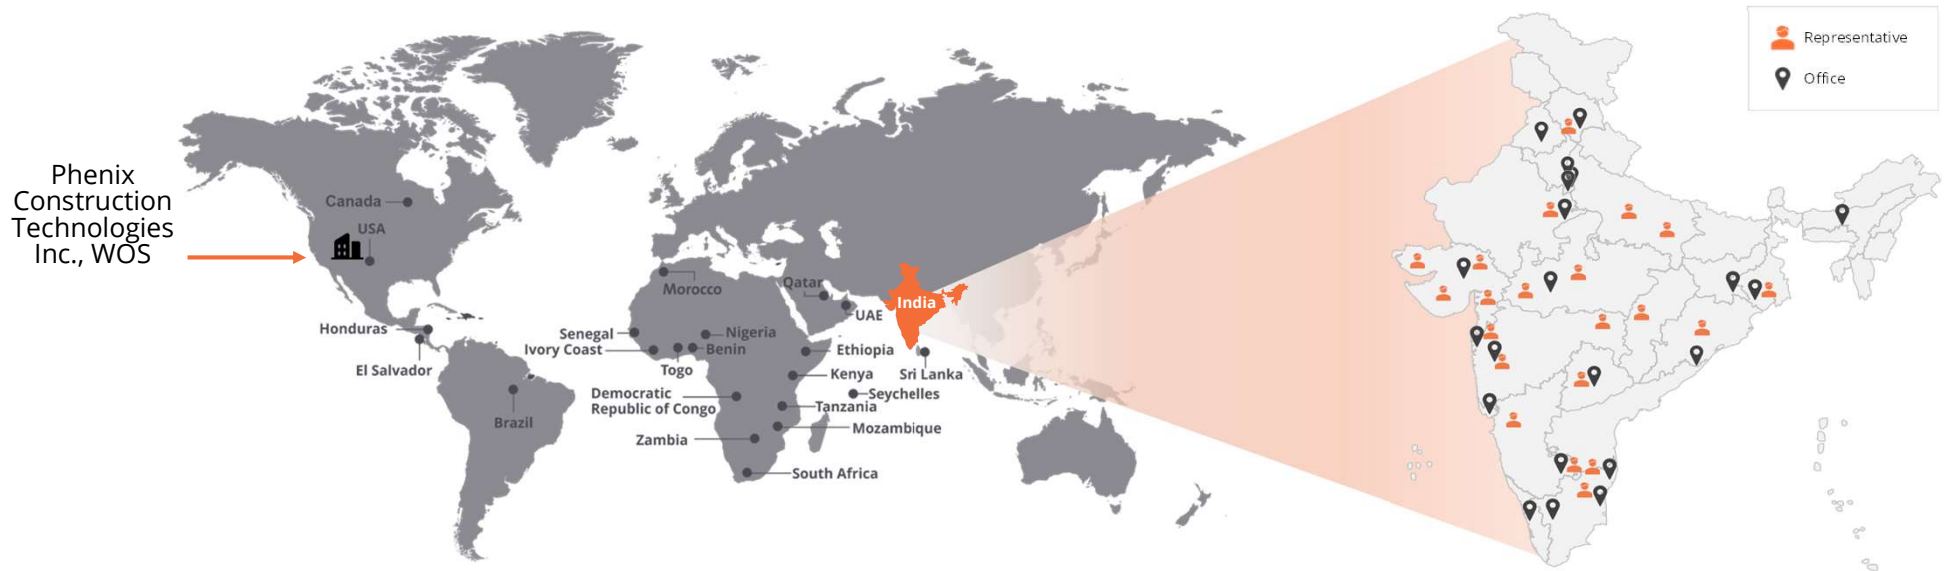 Phenix
Construction
Technologies
Inc., WOS
Canada
USA
Honduras
El Salvador
Brazil
Morocco
Qatar
UAE
Senegal
Ivory Coast
Togo
Benin
Nigeria
Ethiopia
Kenya
Democratic
Republic of Congo
Tanzania
Seychelles
Mozambique
Zambia
South Africa
India
Sri Lanka
Representative
Office